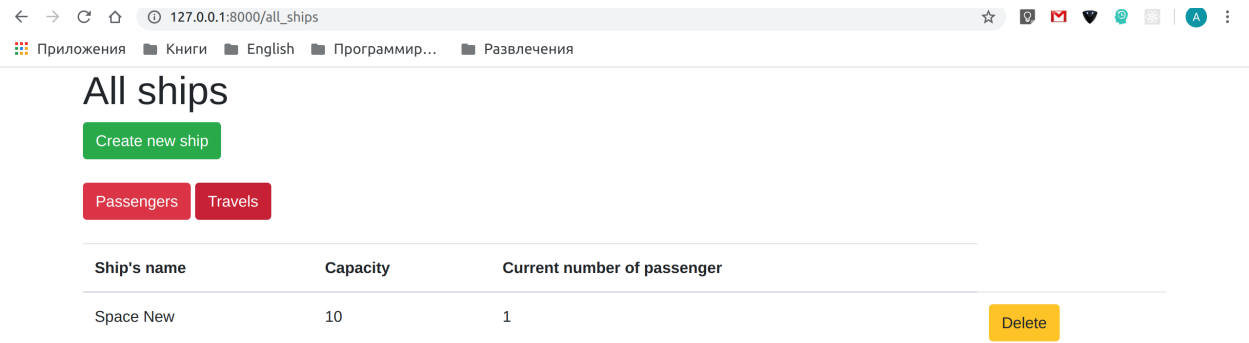 127.0.0.1:8000/all_ships
A
Приложения Книги English Программир... Развлечения
All ships
Create new ship
Passengers Travels
Ship's name Capacity Current number of passenger
Space New 10 1 Delete